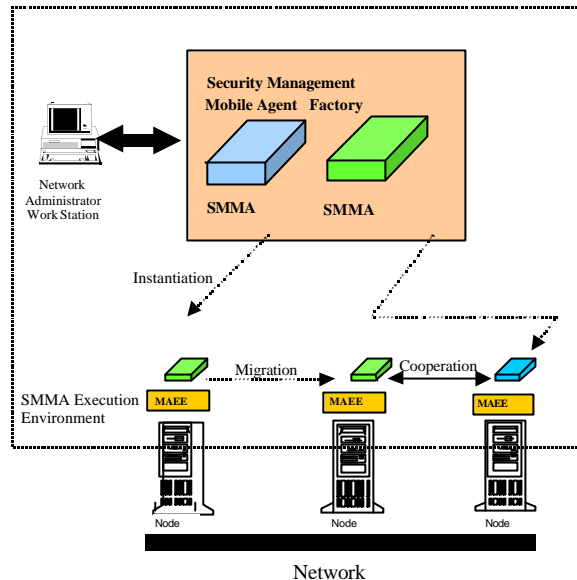 Security Management
Mobile Agent Factory
SMMA
SMMA
Network
Administrator
Work Station
Instantiation
Migration
Cooperation
SMMA Execution
Environment
MAEE
MAEE
MAEE
Node
Node
Node
Network